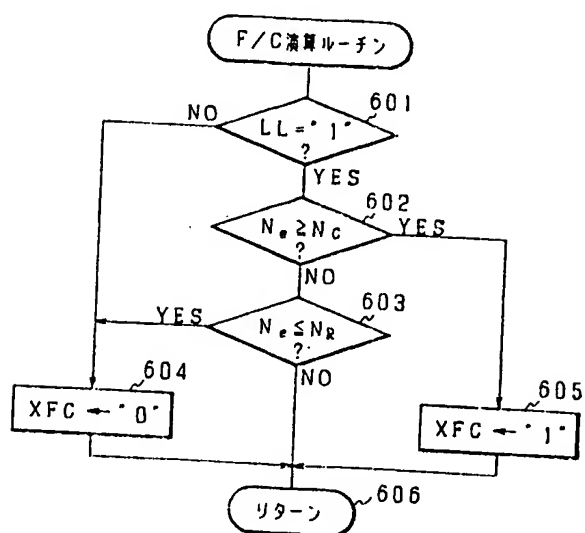 F/C演算ルーチン
601
NO
LL="1"
?
YES
602
Ne≧NC
YES
?
NO
603
YES
Ne≦NR
?
NO
604
605
XFC ← "0"
XFC ← "1"
606
リターン